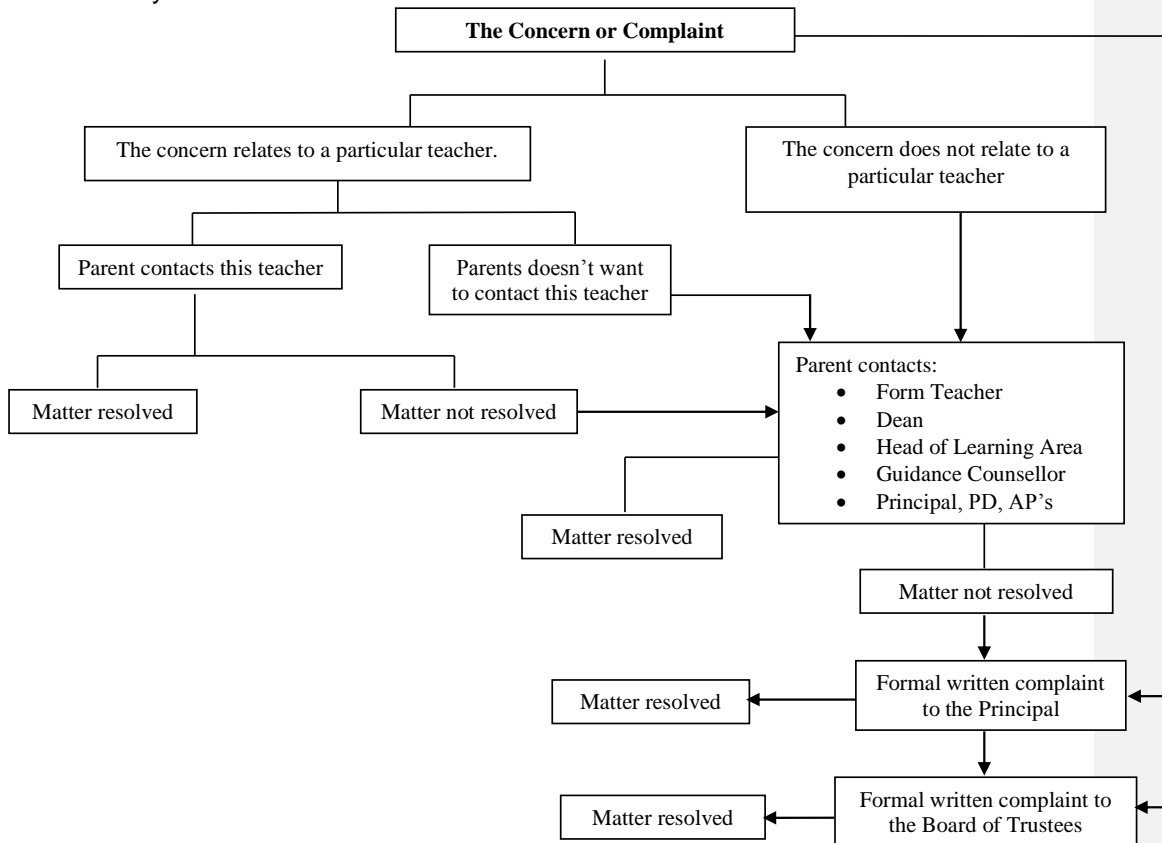 The Concern or Complaint
The concern relates to a particular teacher.
The concern does not relate to a
particular teacher
Parent contacts this teacher
Parents doesn’t want
to contact this teacher
Matter resolved
Matter not resolved
Parent contacts:
• Form Teacher
• Dean
• Head of Learning Area
• Guidance Counsellor
• Principal, PD, AP’s
Matter resolved
Matter not resolved
Formal written complaint
to the Principal
Matter resolved
Formal written complaint to
the Board of Trustees
Matter resolved